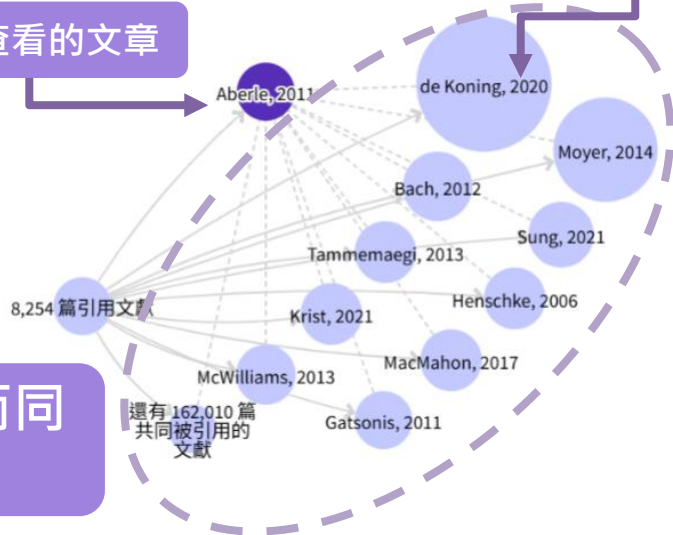 查看的文章
Aberle, 2011
de Koning, 2020
Moyer, 2014
Bach, 2012
Sung, 2021
Tammemaegi, 2013
Henschke, 2006
8,254 篇引用文獻
Krist, 2021
MacMahon, 2017
McWilliams, 2013
而同
還有 162,010 篇
共同被引用的
文獻
Gatsonis, 2011